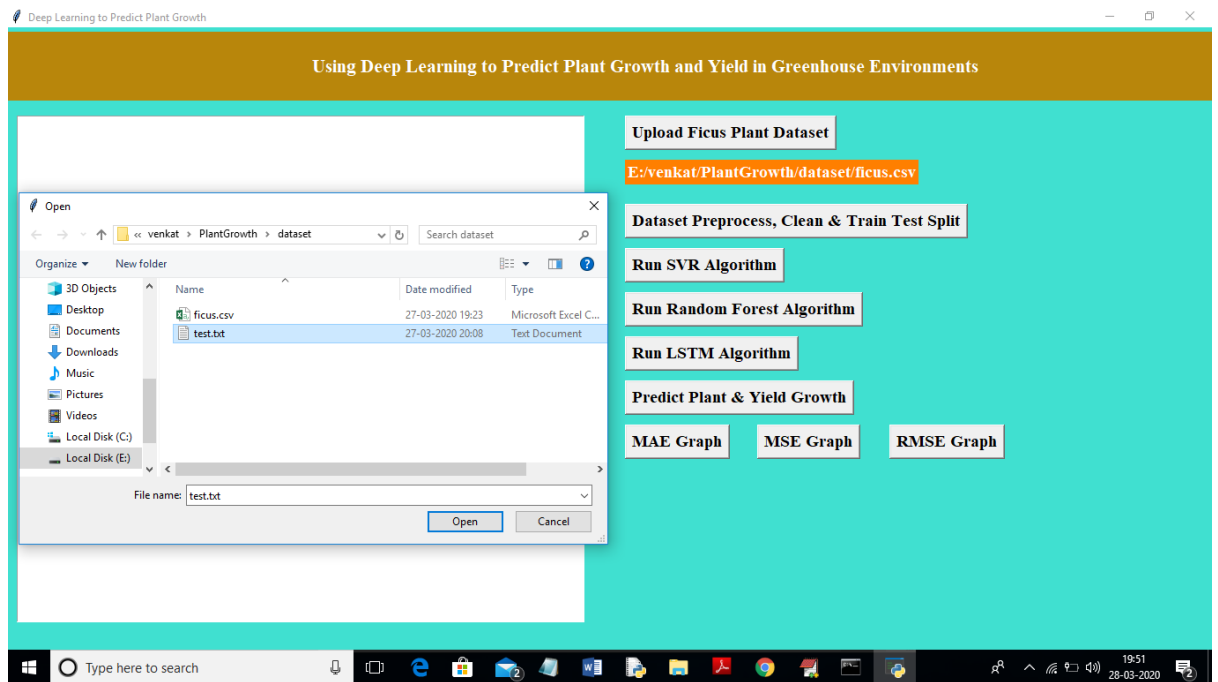 Deep Learning to Predict Plant Growth
Using Deep Learning to Predict Plant Growth and Yield in Greenhouse Environments
Upload Ficus Plant Dataset
E:/venkat/PlantGrowth/dataset/ficus.csv
Dataset Preprocess, Clean & Train Test Split
Run SVR Algorithm
Run Random Forest Algorithm
Run LSTM Algorithm
Predict Plant & Yield Growth
MAE Graph MSE Graph RMSE Graph
Open
« venkat > PlantGrowth > dataset Search dataset
Organize New folder
3D Objects
Desktop
Documents
Downloads
Music
Pictures
Videos
Local Disk (C:)
Local Disk (E:)
Name Date modified Type
ficus.csv 27-03-2020 19:23 Microsoft Excel C...
test.txt 27-03-2020 20:08 Text Document
File name: test.txt
Open Cancel
Type here to search
2
19:51
28-03-2020
2